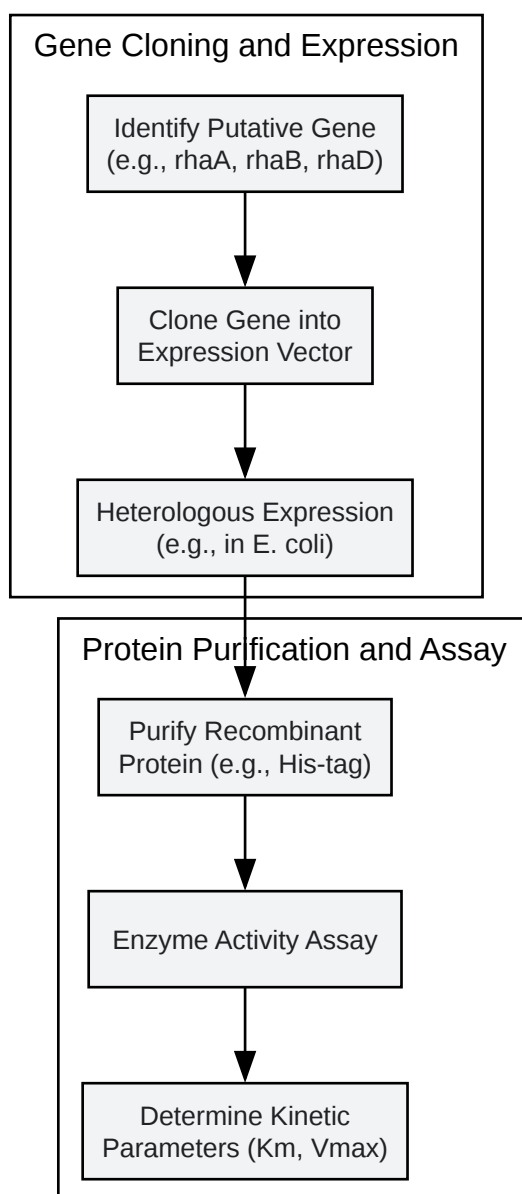 Gene Cloning and Expression
Identify Putative Gene
(e.g., rhaA, rhaB, rhaD)
Clone Gene into
Expression Vector
Heterologous Expression
(e.g., in E. coli)
Protein Purification and Assay
Purify Recombinant
Protein (e.g., His-tag)
Enzyme Activity Assay
Determine Kinetic
Parameters (Km, Vmax)